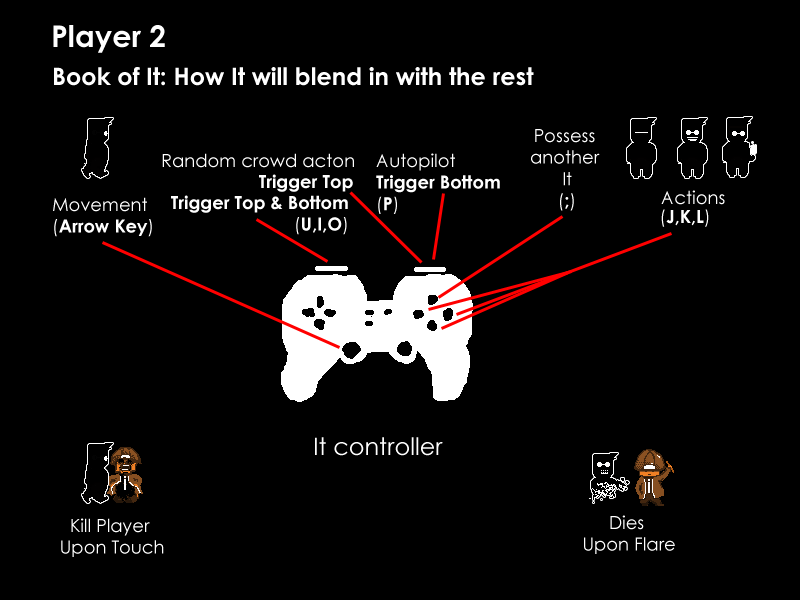 Player 2
Book of It: How It will blend in with the rest
Movement
(Arrow Key)
Random crowd acton
Trigger Top
Trigger Top & Bottom
(U,I,O)
Autopilot
Trigger Bottom
(P)
Possess
another
It
(;)
Actions
(J,K,L)
It controller
Kill Player
Upon Touch
Dies
Upon Flare